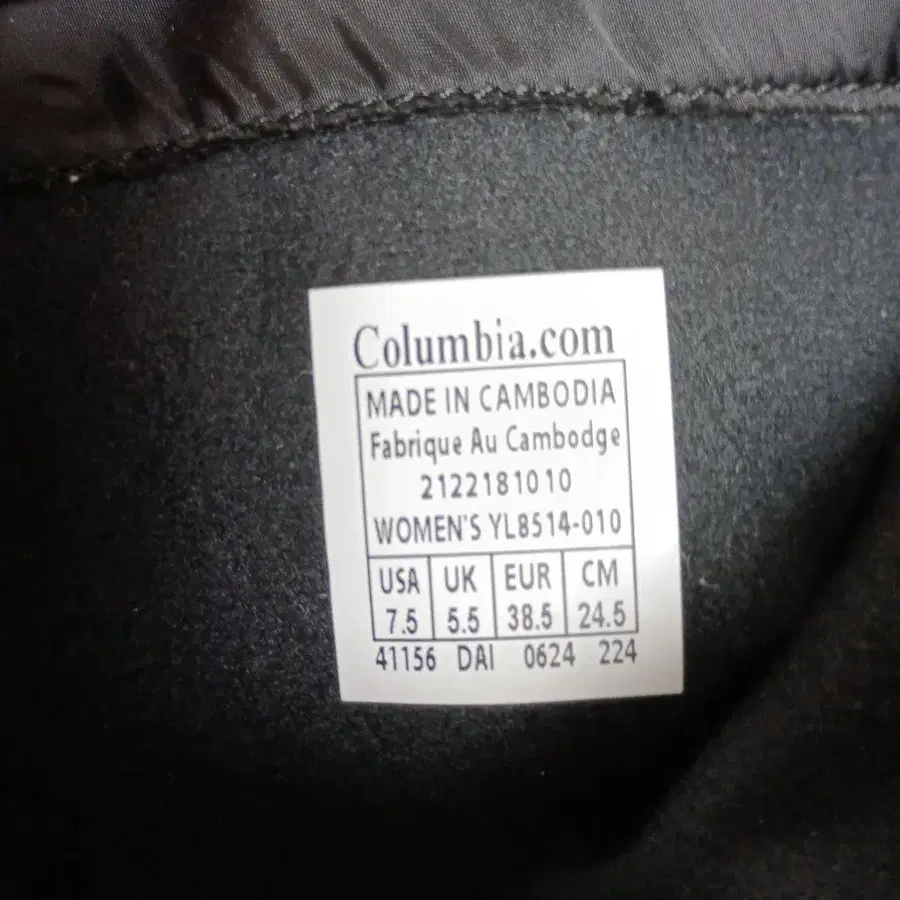 Columbia.com
MADE IN CAMBODIA
Fabrique Au Cambodge
2122181010
WOMEN'S YL8514-010
USA UK EUR CM
7.5 5.5 38.5 24.5
41156 DAI 0624 224